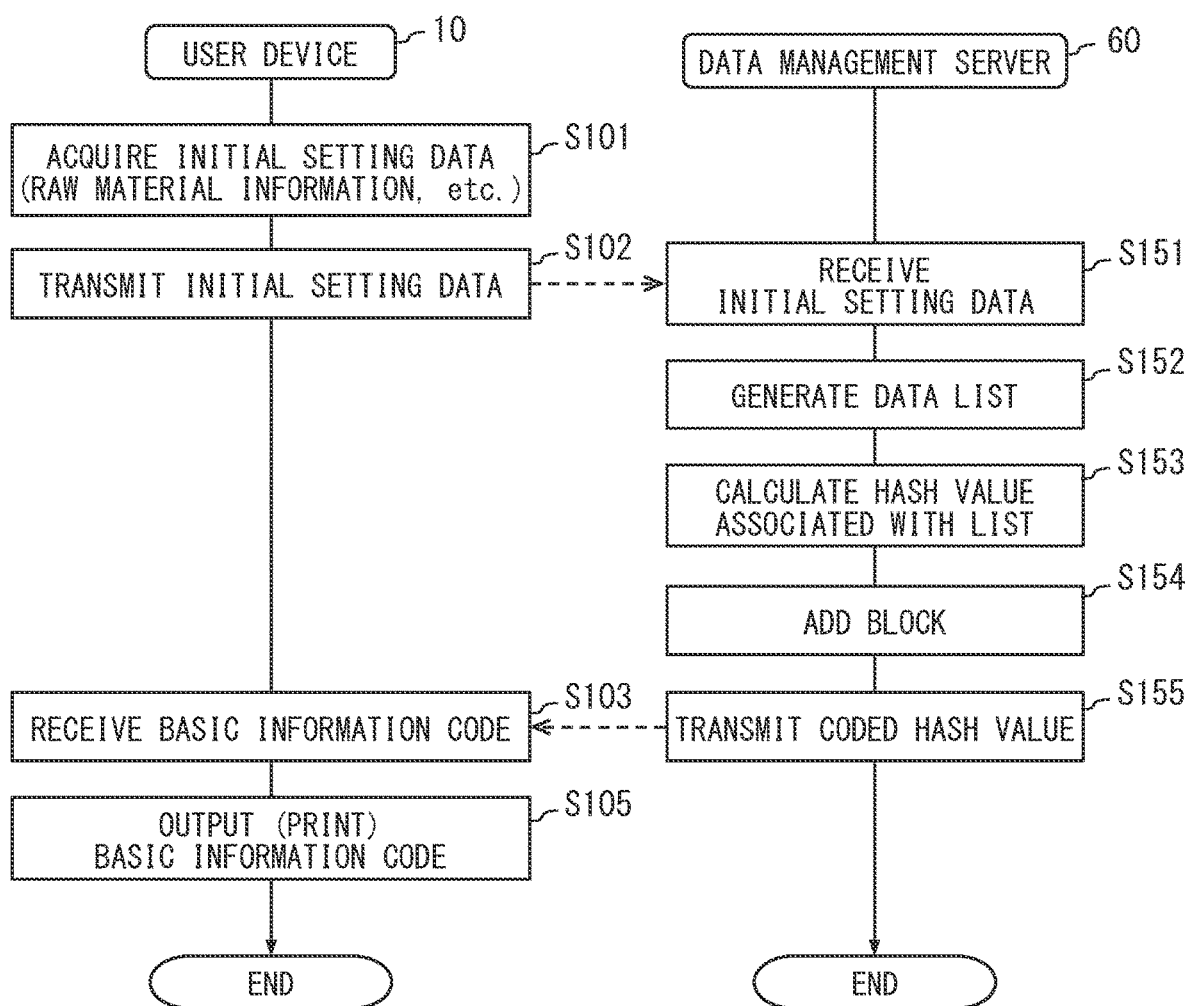 USER DEVICE
10
ACQUIRE INITIAL SETTING DATA
(RAW MATERIAL INFORMATION, etc.)
S101
TRANSMIT INITIAL SETTING DATA
S102
RECEIVE BASIC INFORMATION CODE
S103
OUTPUT (PRINT)
BASIC INFORMATION CODE
S105
END
DATA MANAGEMENT SERVER
60
RECEIVE
INITIAL SETTING DATA
S151
GENERATE DATA LIST
S152
CALCULATE HASH VALUE
ASSOCIATED WITH LIST
S153
ADD BLOCK
S154
TRANSMIT CODED HASH VALUE
S155
END